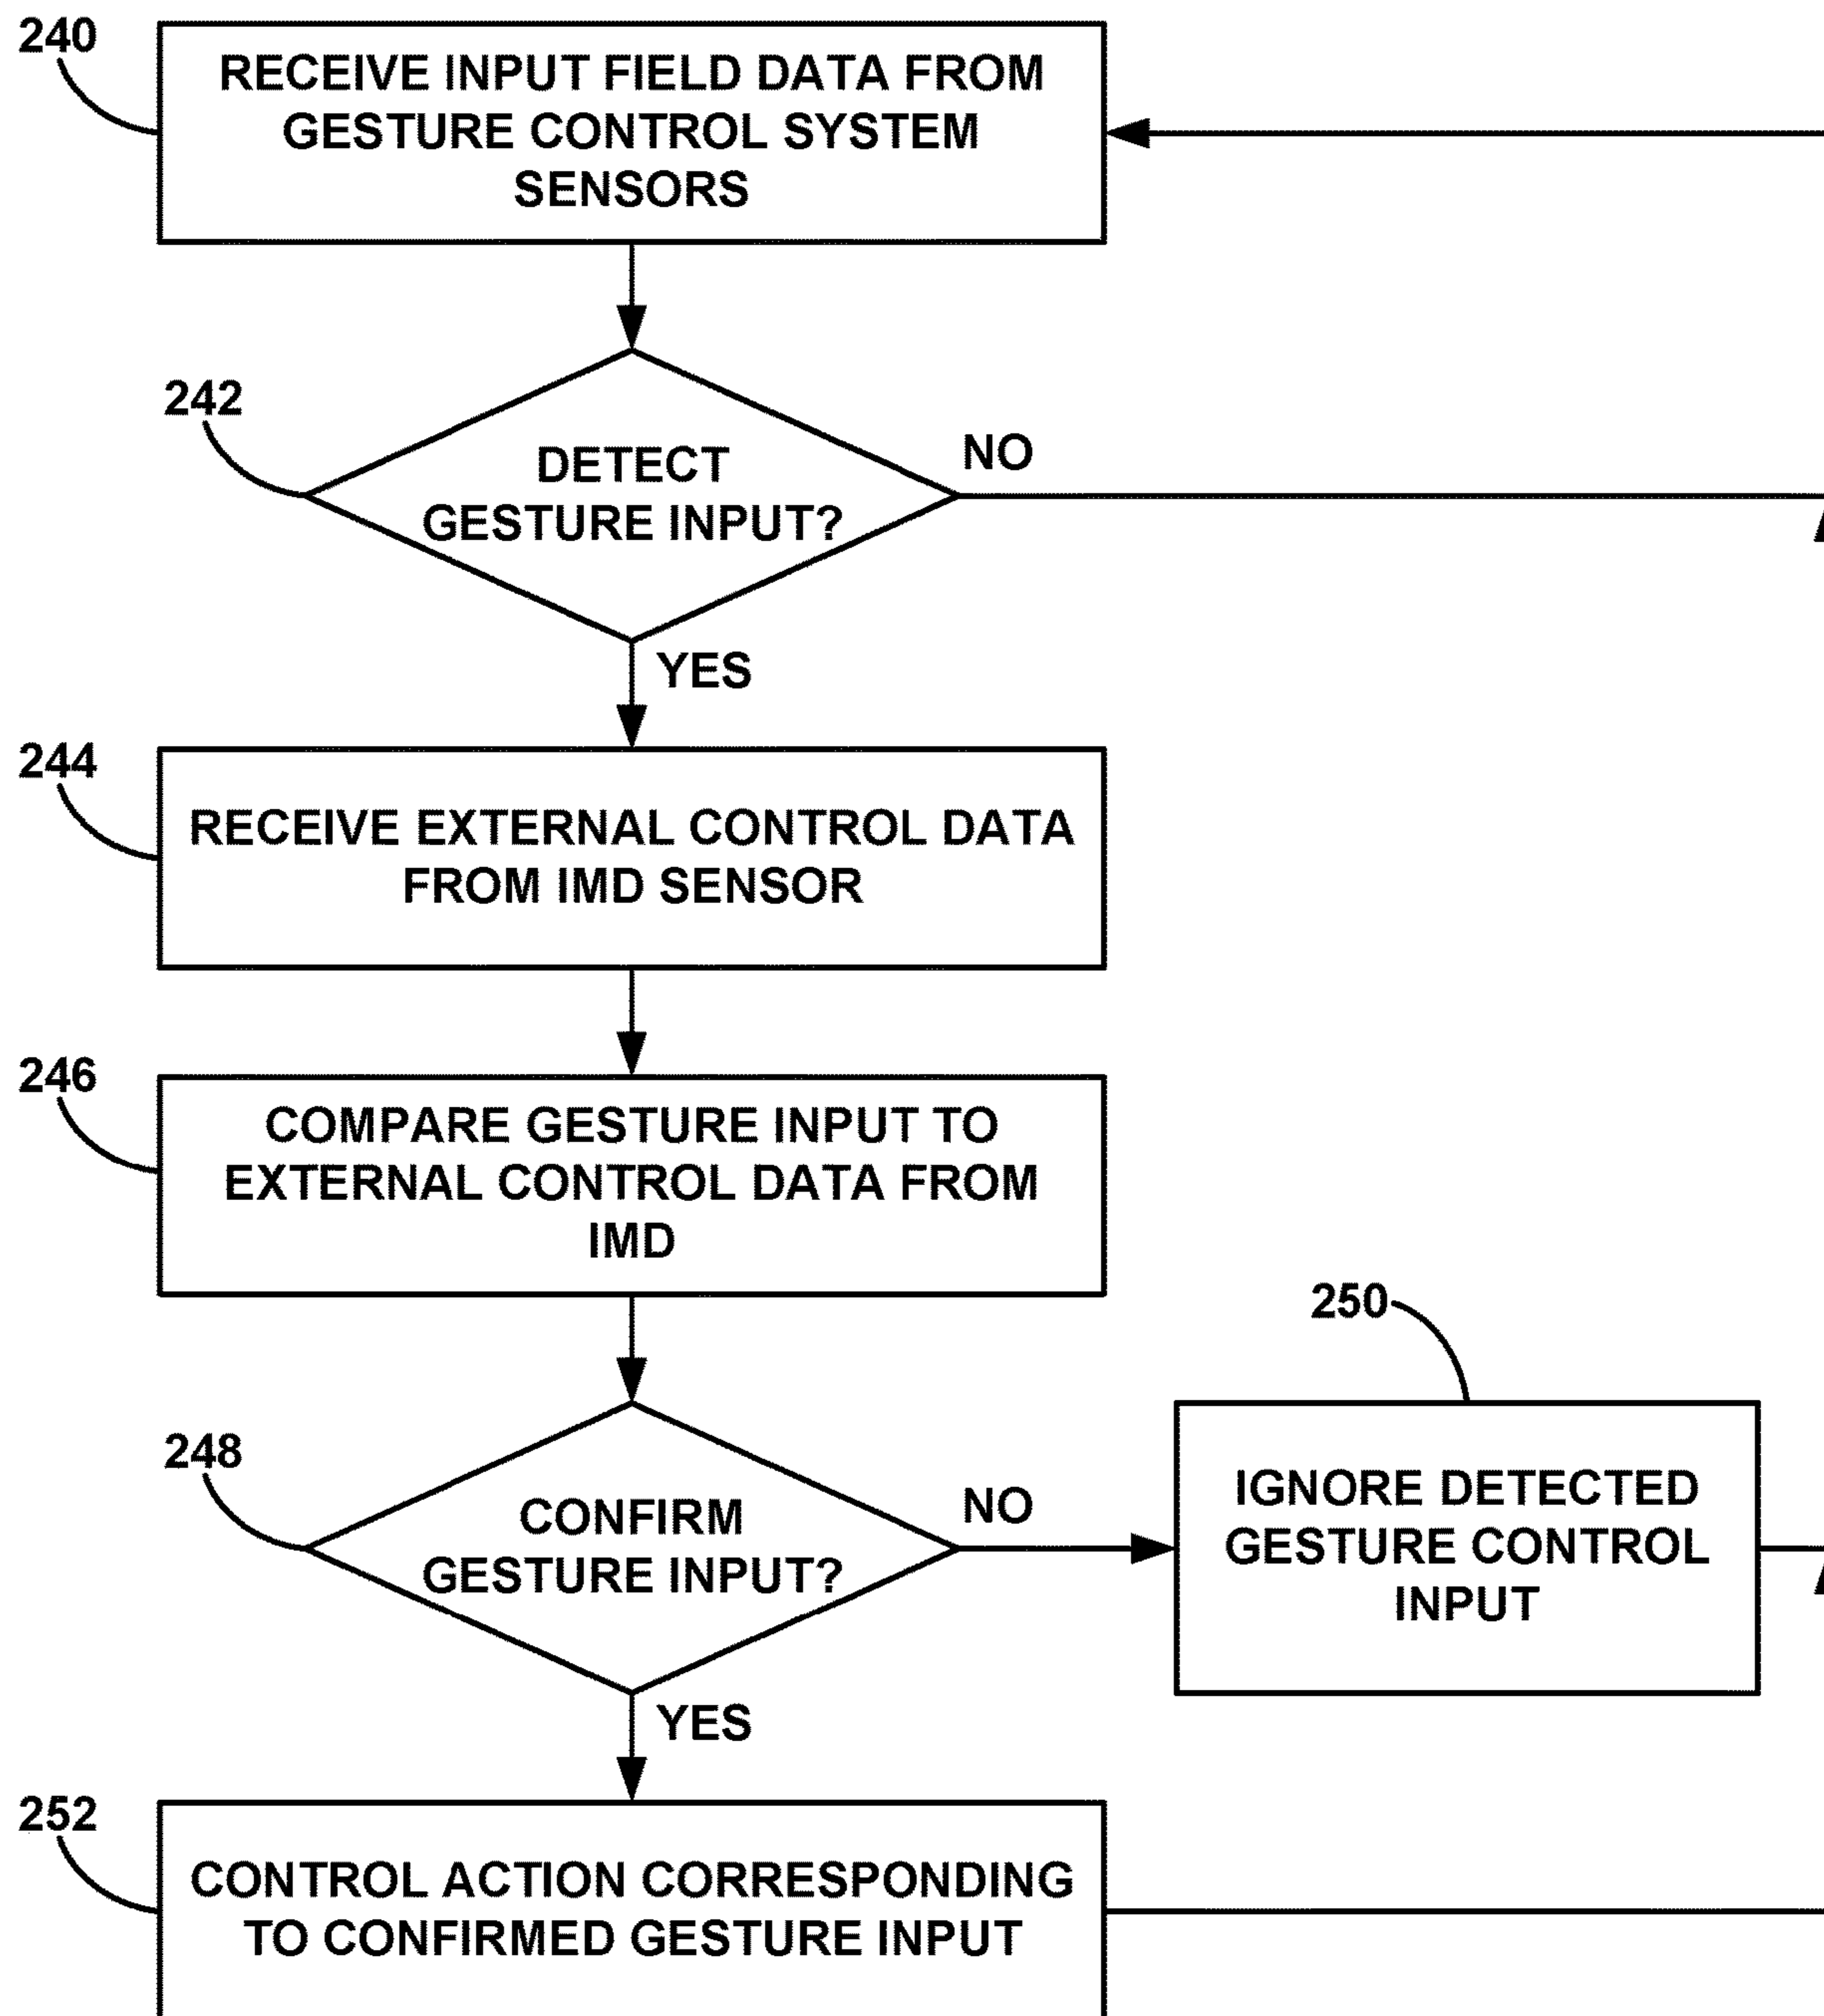 240
RECEIVE INPUT FIELD DATA FROM
GESTURE CONTROL SYSTEM
SENSORS
242
DETECT
GESTURE INPUT?
NO
YES
244
RECEIVE EXTERNAL CONTROL DATA
FROM IMD SENSOR
246
COMPARE GESTURE INPUT TO
EXTERNAL CONTROL DATA FROM
IMD
248
CONFIRM
GESTURE INPUT?
NO
250
IGNORE DETECTED
GESTURE CONTROL
INPUT
YES
252
CONTROL ACTION CORRESPONDING
TO CONFIRMED GESTURE INPUT